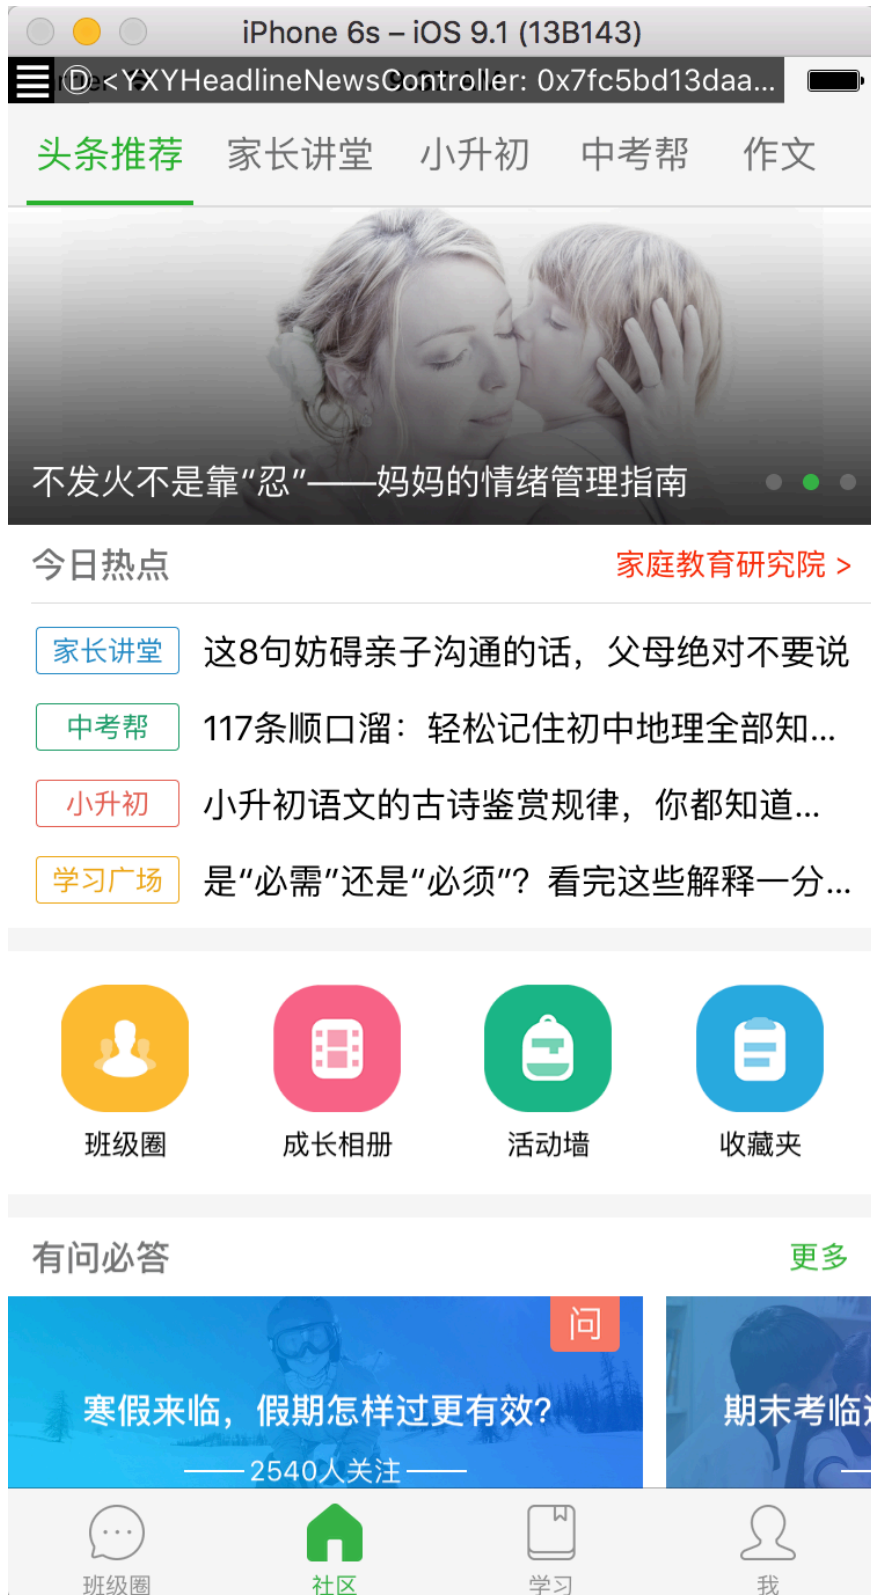 iPhone 6s – iOS 9.1 (13B143)
Ⓓ <YXYHeadlineNewsController: 0x7fc5bd13daa...
头条推荐 家长讲堂 小升初 中考帮 作文
不发火不是靠“忍”——妈妈的情绪管理指南
今日热点 家庭教育研究院 >
家长讲堂 这8句妨碍亲子沟通的话，父母绝对不要说
中考帮 117条顺口溜：轻松记住初中地理全部知...
小升初 小升初语文的古诗鉴赏规律，你都知道...
学习广场 是“必需”还是“必须”？看完这些解释一分...
班级圈 成长相册 活动墙 收藏夹
有问必答 更多
问
寒假来临，假期怎样过更有效? 期末考临
2540人关注
班级圈 社区 学习 我